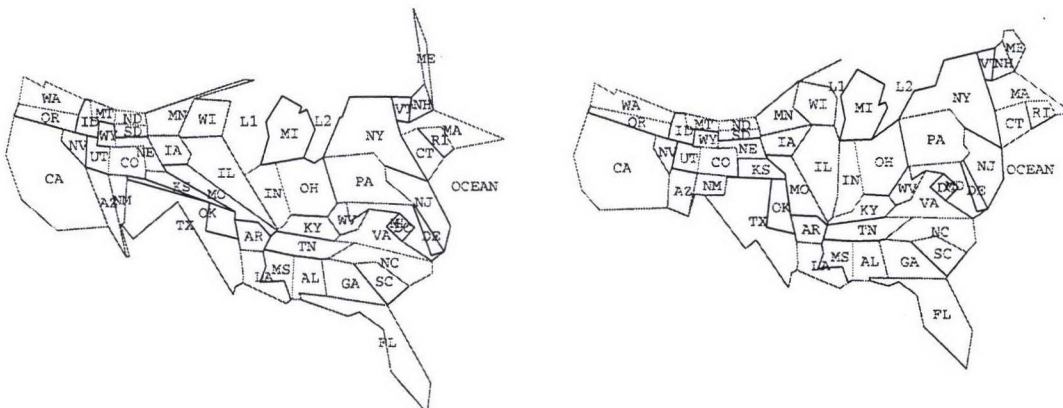 ME
WA
OR
ID
MT
ND
SD
WY
MN
WI
L1
MI
L2
NY
VT
NH
MA
RI
CT
NV
UT
CO
NE
IA
CA
AZ
NM
KS
MO
IL
IN
OH
PA
NJ
OCEAN
OK
TX
AR
KY
WV
VA
DE
TN
NC
LA
MS
AL
GA
SC
FL
ME
VT
NH
L1
L2
WI
MI
NY
MA
RI
CT
WA
OR
ID
MT
ND
SD
WY
MN
IA
NE
NV
UT
CO
KS
CA
AZ
NM
IL
IN
OH
PA
NJ
OCEAN
MO
OK
WV
D
DE
VA
KY
TX
AR
TN
NC
LA
MS
AL
GA
SC
FL